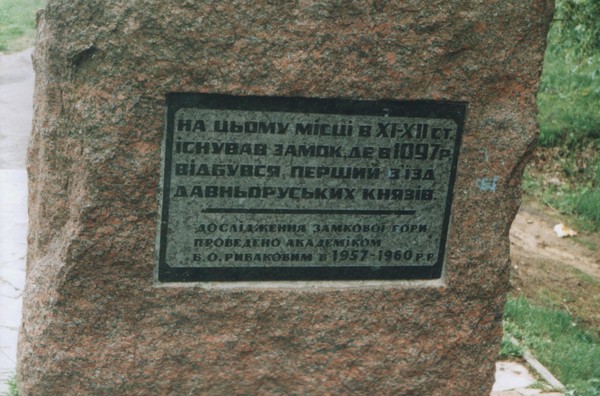 НА ЦЬОМУ МІСЦІ В XI-XII СТ.
ІСНУВАВ ЗАМОК, ДЕ В 1097 Р.
ВІДБУВСЯ, ПЕРШИЙ З'ЇЗД
ДАВНЬОРУСЬКИХ КНЯЗІВ.
ДОСЛІДЖЕННЯ ЗАМКОВОЇ ГОРИ
ПРОВЕДЕНО АКАДЕМІКОМ
Б.О.РИБАКОВИМ В 1957-1960 Р.Р.